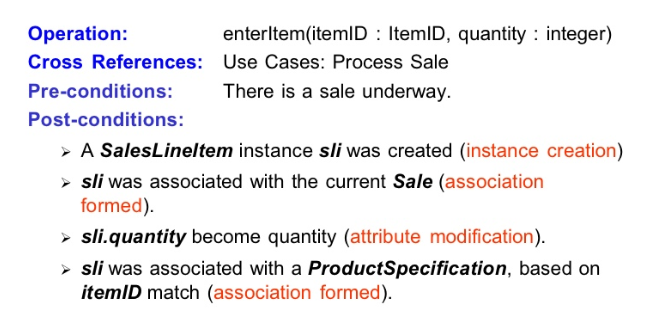 Operation: enterItem(itemID : ItemID, quantity : integer)
Cross References: Use Cases: Process Sale
Pre-conditions: There is a sale underway.
Post-conditions:
➢ A SalesLineItem instance sli was created (instance creation)
➢ sli was associated with the current Sale (association
formed).
➢ sli.quantity become quantity (attribute modification).
➢ sli was associated with a ProductSpecification, based on
itemID match (association formed).